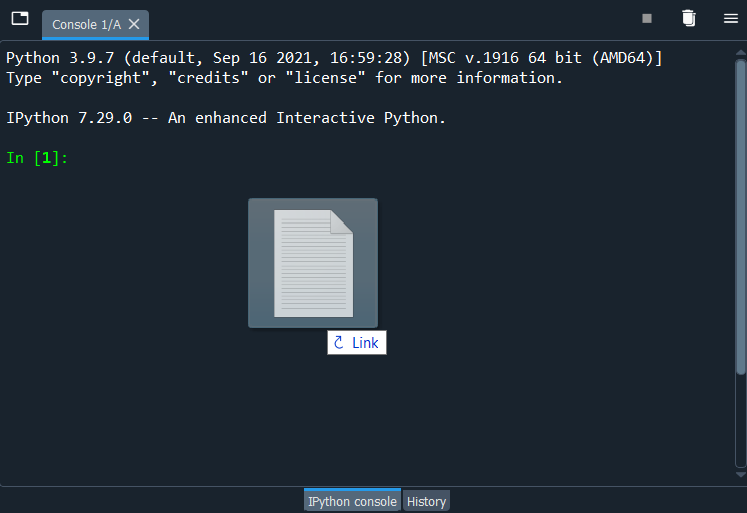 Console 1/A
Python 3.9.7 (default, Sep 16 2021, 16:59:28) [MSC v.1916 64 bit (AMD64)]
Type "copyright", "credits" or "license" for more information.
IPython 7.29.0 -- An enhanced Interactive Python.
In [1]:
Link
IPython console
History